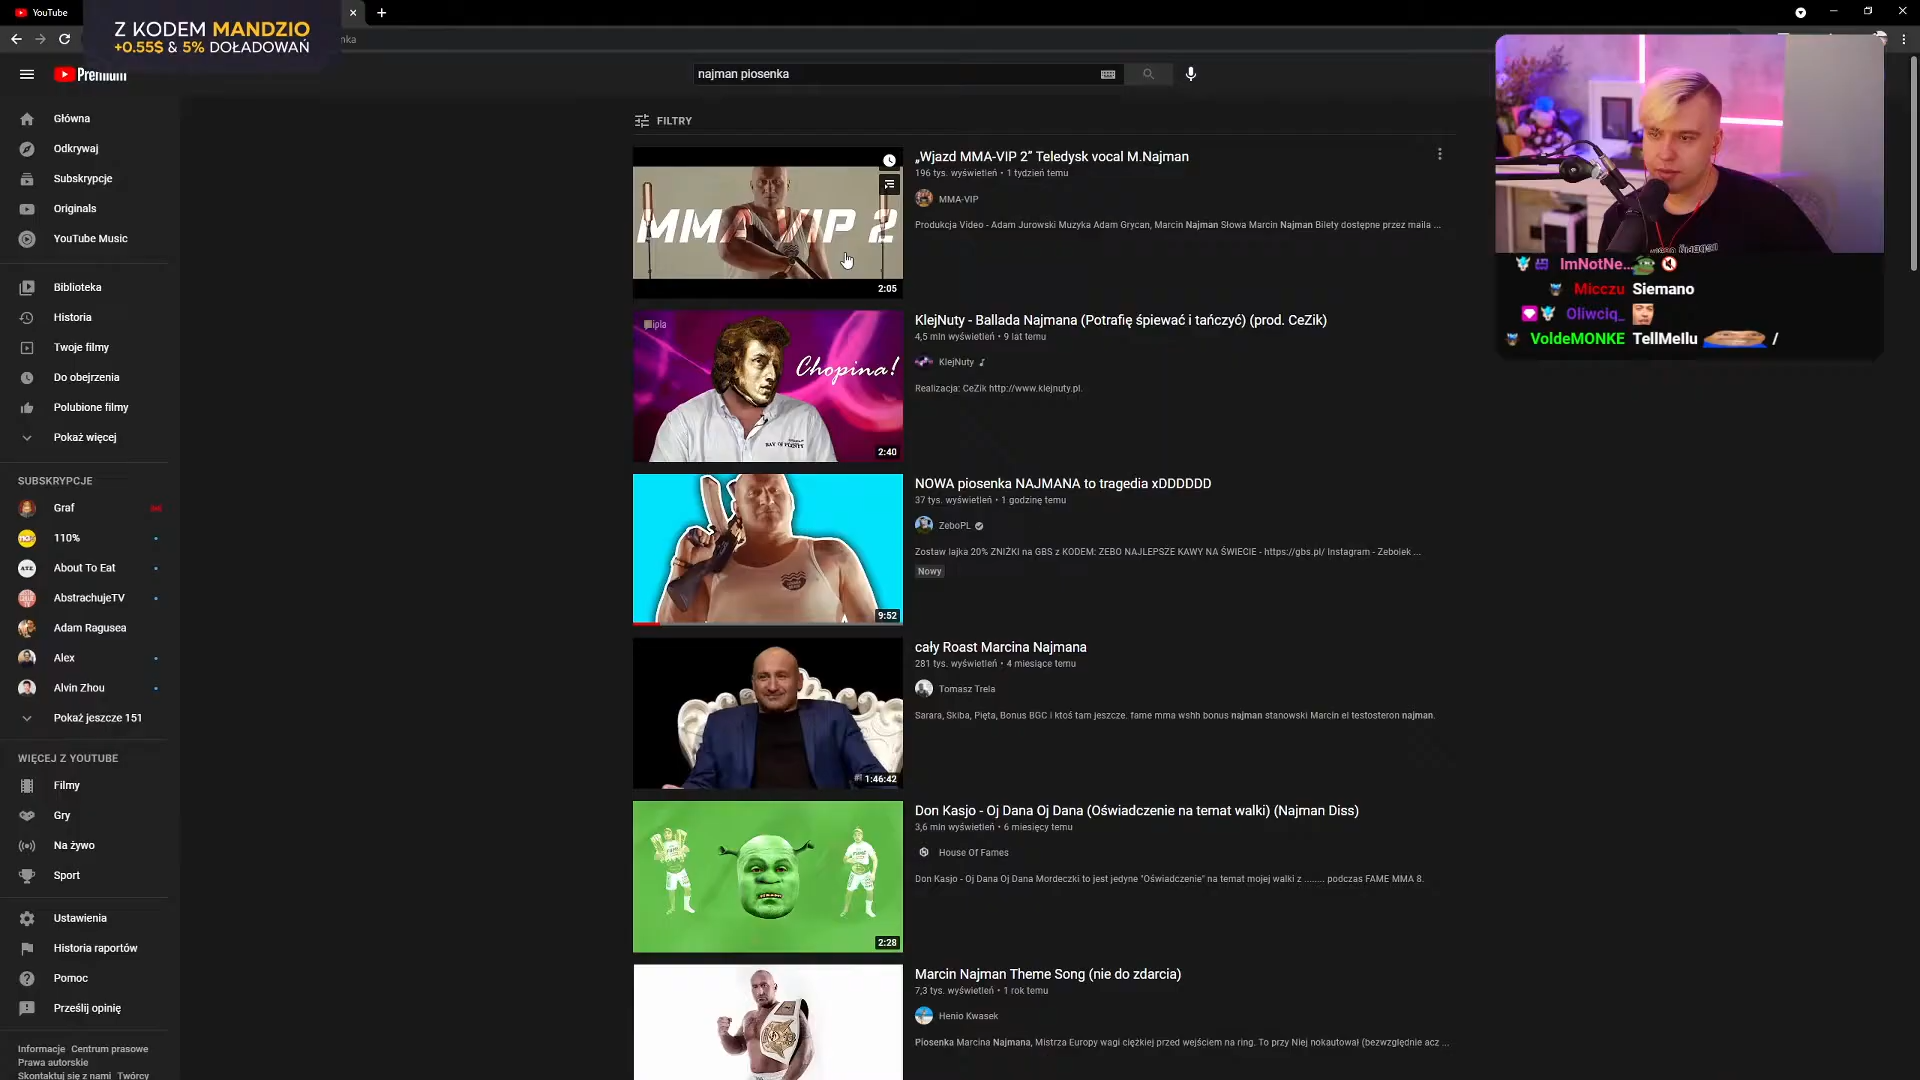 YouTube
Z KODEM MANDZIO
+0.55$ & 5% DOŁADOWAŃ
nka
Premium
najman piosenka
Główna
Odkrywaj
Subskrypcje
Originals
YouTube Music
Biblioteka
Historia
Twoje filmy
Do obejrzenia
Polubione filmy
Pokaż więcej
SUBSKRYPCJE
Graf
110%
About To Eat
AbstrachujeTV
Adam Ragusea
Alex
Alvin Zhou
Pokaż jeszcze 151
WIĘCEJ Z YOUTUBE
Filmy
Gry
Na żywo
Sport
Ustawienia
Historia raportów
Pomoc
Prześlij opinię
Informacje Centrum prasowe
Prawa autorskie
Skontaktuj się z nami Twórcy
FILTRY
MMA VIP 2
2:05
„Wjazd MMA-VIP 2” Teledysk vocal M.Najman
196 tys. wyświetleń • 1 tydzień temu
MMA-VIP
Produkcja Video - Adam Jurowski Muzyka Adam Grycan, Marcin Najman Słowa Marcin Najman Bilety dostępne przez maila ...
ipla
Chopina!
BAY OF PLENTY
2:40
KlejNuty - Ballada Najmana (Potrafię śpiewać i tańczyć) (prod. CeZik)
4,5 mln wyświetleń • 9 lat temu
KlejNuty
Realizacja: CeZik http://www.klejnuty.pl.
9:52
NOWA piosenka NAJMANA to tragedia xDDDDDD
37 tys. wyświetleń • 1 godzinę temu
ZeboPL
Zostaw lajka 20% ZNIŻKI na GBS z KODEM: ZEBO NAJLEPSZE KAWY NA ŚWIECIE - https://gbs.pl/ Instagram - Zeboiek ...
Nowy
1:46:42
cały Roast Marcina Najmana
281 tys. wyświetleń • 4 miesiące temu
Tomasz Trela
Sarara, Skiba, Pięta, Bonus BGC i ktoś tam jeszcze. fame mma wshh bonus najman stanowski Marcin el testosteron najman.
2:28
Don Kasjo - Oj Dana Oj Dana (Oświadczenie na temat walki) (Najman Diss)
3,6 mln wyświetleń • 6 miesięcy temu
House Of Fames
Don Kasjo - Oj Dana Oj Dana Mordeczki to jest jedyne "Oświadczenie" na temat mojej walki z ........ podczas FAME MMA 8.
Marcin Najman Theme Song (nie do zdarcia)
7,3 tys. wyświetleń • 1 rok temu
Henio Kwasek
Piosenka Marcina Najmana, Mistrza Europy wagi ciężkiej przed wejściem na ring. To przy Niej nokautował (bezwzględnie acz ...
ImNotNe...
Micczu Siemano
Oliwciq_
VoldeMONKE TellMellu /